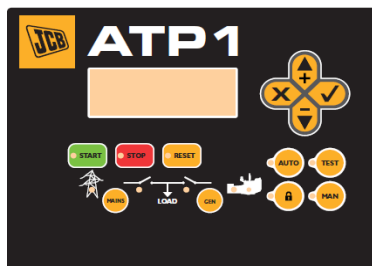 JCB
ATP1
START STOP RESET
AUTO TEST
MAINS LOAD GEN
MAN